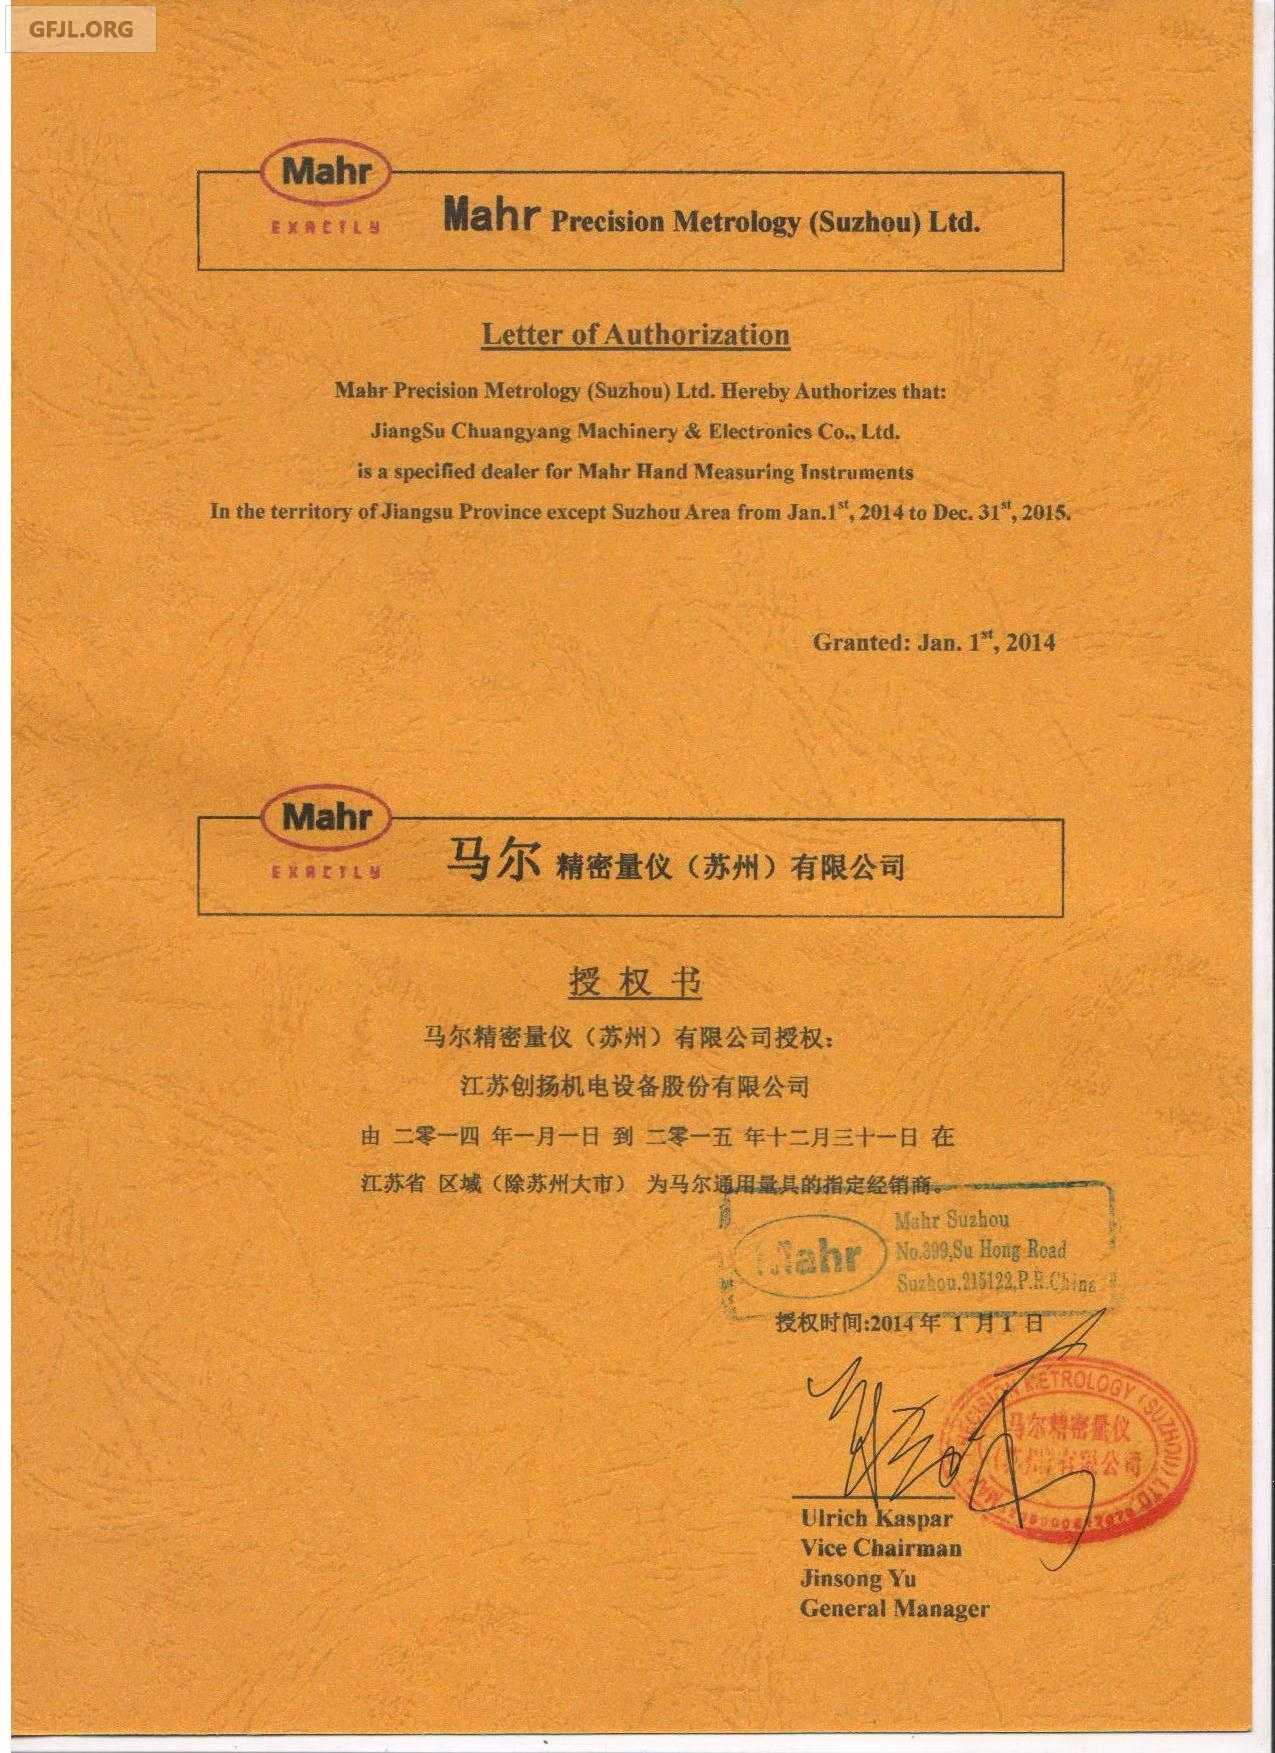 GFJL.ORG
Mahr
EXACTLY
Mahr Precision Metrology (Suzhou) Ltd.
Letter of Authorization
Mahr Precision Metrology (Suzhou) Ltd. Hereby Authorizes that:
JiangSu Chuangyang Machinery & Electronics Co., Ltd.
is a specified dealer for Mahr Hand Measuring Instruments
In the territory of Jiangsu Province except Suzhou Area from Jan.1st, 2014 to Dec. 31st, 2015.
Granted: Jan. 1st, 2014
Mahr
EXACTLY
马尔 精密量仪（苏州）有限公司
授 权 书
马尔精密量仪（苏州）有限公司授权：
江苏创扬机电设备股份有限公司
由 二零一四 年一月一日 到 二零一五 年十二月三十一日 在
江苏省 区域（除苏州大市） 为马尔通用量具的指定经销商。
Mahr
Mahr Suzhou
No.399,Su Hong Road
Suzhou.215122,P.R.China
授权时间:2014 年 1 月 1 日
PRECISION METROLOGY (SUZHOU) LTD
马尔精密量仪
（苏州）有限公司
Ulrich Kaspar
Vice Chairman
Jinsong Yu
General Manager